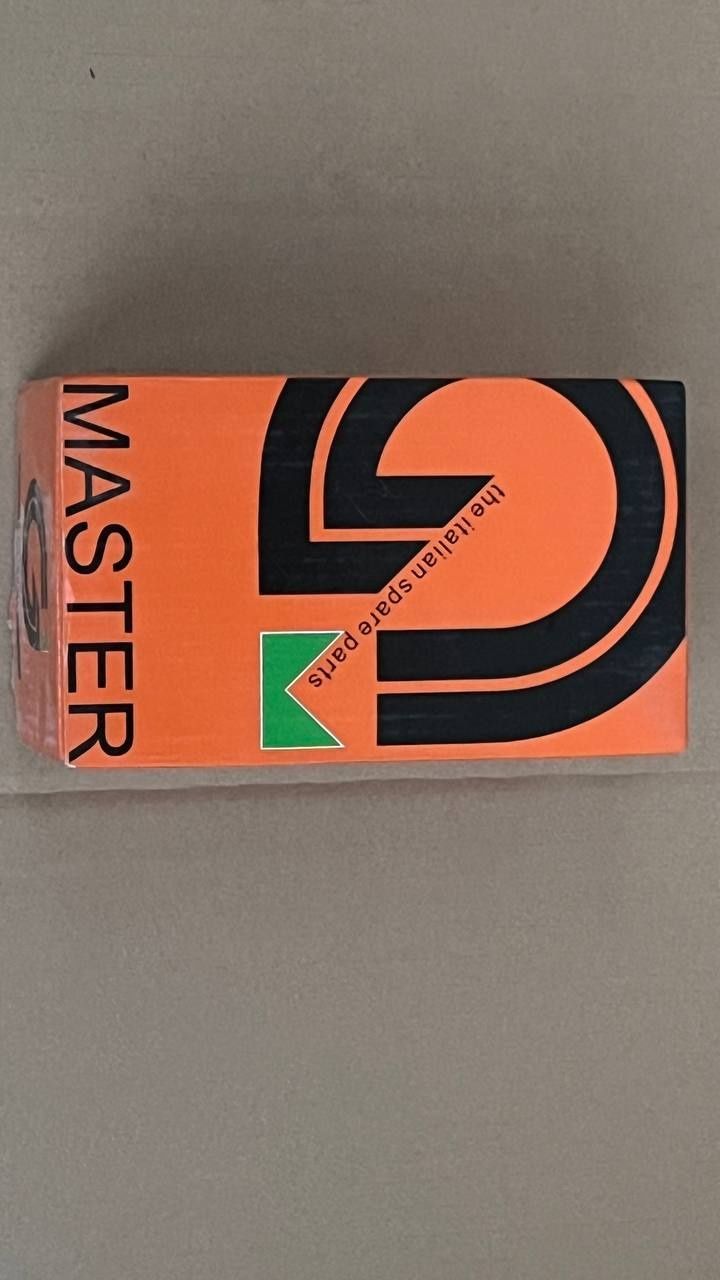 the italian spare parts
MASTER
G